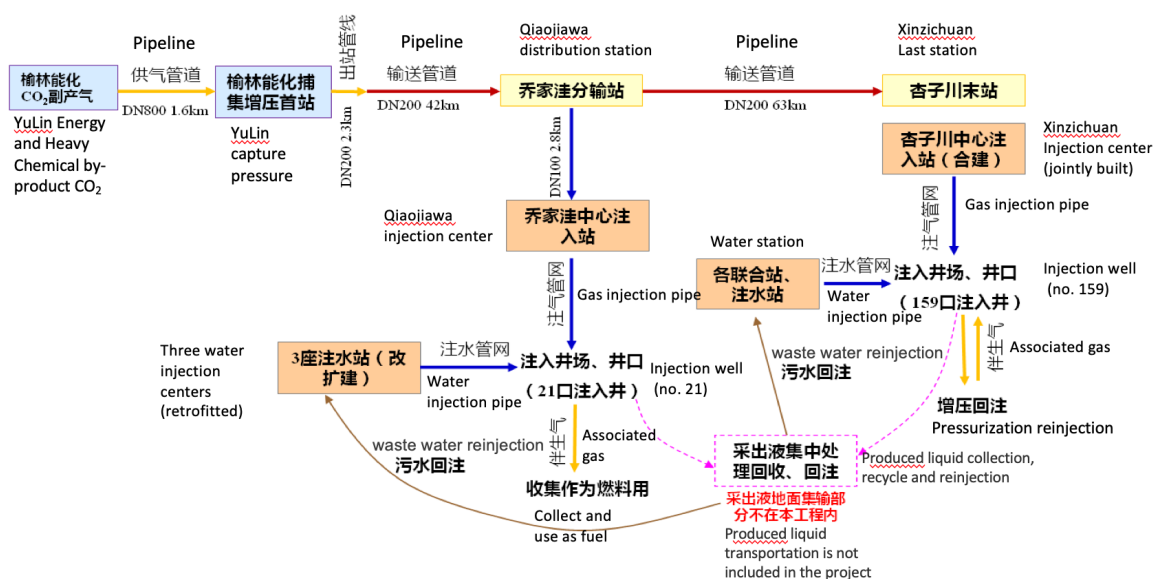 Pipeline
供气管道
DN800 1.6km
榆林能化
CO₂副产气
YuLin Energy
and Heavy
Chemical by-
product CO₂
榆林能化捕
集增压首站
YuLin
capture
pressure
出站管线
DN200 2.3km
Pipeline
输送管道
DN200 42km
Qiaojiawa
distribution station
乔家洼分输站
Pipeline
输送管道
DN200 63km
Xinzichuan
Last station
杏子川末站
杏子川中心注
入站（合建）
Xinzichuan
Injection center
(jointly built)
DN100 2.8km
Qiaojiawa
injection center
乔家洼中心注
入站
注气管网
Gas injection pipe
注气管网
Gas injection pipe
Water station
各联合站、
注水站
注水管网
Water
injection pipe
注入井场、井口
（159口注入井）
Injection well
(no. 159)
Three water
injection
centers
(retrofitted)
3座注水站（改
扩建）
注水管网
Water
injection pipe
注入井场、井口
（21口注入井）
Injection well
(no. 21)
waste water reinjection
污水回注
伴生气
Associated gas
增压回注
Pressurization reinjection
waste water reinjection
污水回注
伴生气
Associated
gas
收集作为燃料用
Collect and
use as fuel
采出液集中处
理回收、回注
Produced liquid collection,
recycle and reinjection
采出液地面集输部
分不在本工程内
Produced liquid
transportation is not
included in the project